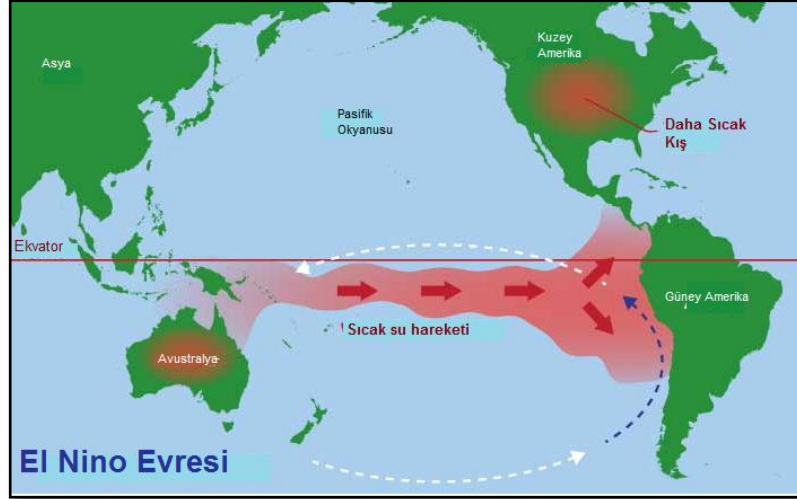 Asya
Kuzey
Amerika
Pasifik
Okyanusu
Daha Sıcak
Kış
Ekvator
Güney Amerika
Sıcak su hareketi
Avustralya
El Nino Evresi